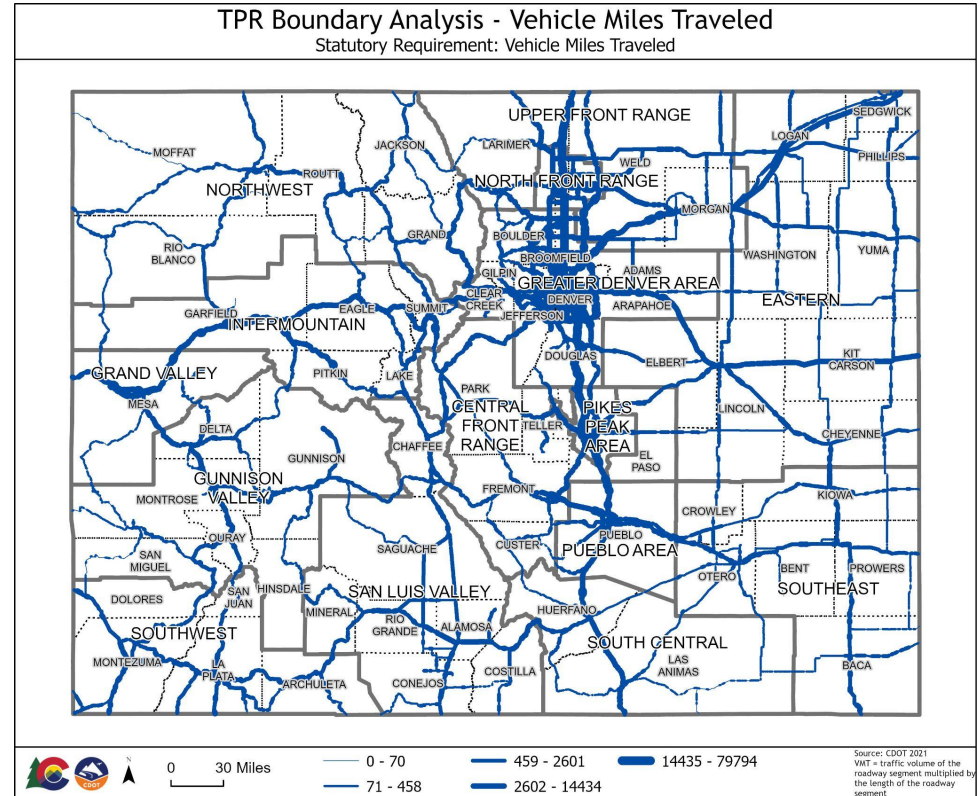 TPR Boundary Analysis - Vehicle Miles Traveled
Statutory Requirement: Vehicle Miles Traveled
UPPER FRONT RANGE
SEDGWICK
LOGAN
JACKSON
LARIMER
MOFFAT
WELD
PHILLIPS
ROUTT
NORTHWEST
NORTH FRONT RANGE
MORGAN
GRAND
BOULDER
RIO
BLANCO
BROOMFIELD
WASHINGTON
YUMA
GILPIN
ADAMS
GREATER DENVER AREA
CLEAR
CREEK
DENVER
ARAPAHOE
EASTERN
GARFIELD
EAGLE
SUMMIT
JEFFERSON
INTERMOUNTAIN
DOUGLAS
ELBERT
KIT
CARSON
GRAND VALLEY
PITKIN
LAKE
PARK
MESA
CENTRAL
FRONT
RANGE
PIKES
PEAK
AREA
LINCOLN
TELLER
DELTA
CHAFFEE
CHEYENNE
GUNNISON
EL
PASO
GUNNISON
VALLEY
MONTROSE
FREMONT
KIOWA
CROWLEY
OURAY
SAGUACHE
CUSTER
PUEBLO
PUEBLO AREA
SAN
MIGUEL
OTERO
BENT
PROWERS
SOUTHEAST
DOLORES
SAN
JUAN
HINSDALE
SAN LUIS VALLEY
MINERAL
RIO
GRANDE
ALAMOSA
HUERFANO
SOUTHWEST
SOUTH CENTRAL
MONTEZUMA
LA
PLATA
ARCHULETA
CONEJOS
COSTILLA
LAS
ANIMAS
BACA
CDOT
N
0 30 Miles
0 - 70
71 - 458
459 - 2601
2602 - 14434
14435 - 79794
Source: CDOT 2021
VMT = traffic volume of the
roadway segment multiplied by
the length of the roadway
segment